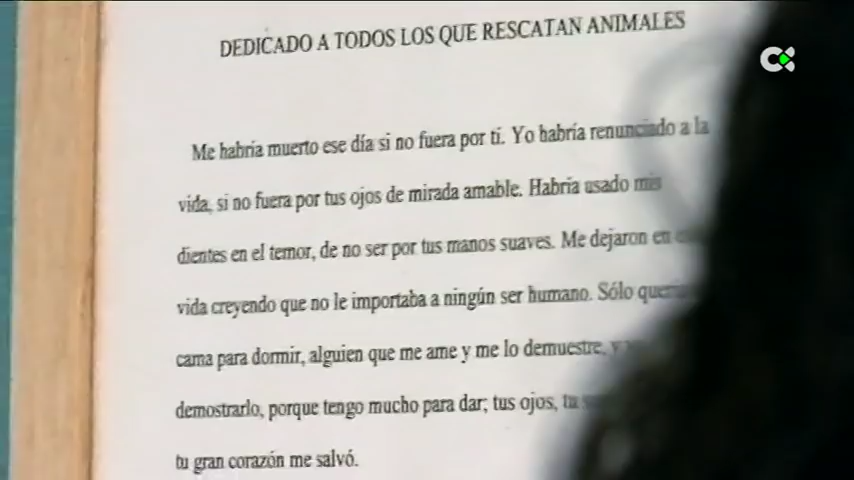 DEDICADO A TODOS LOS QUE RESCATAN ANIMALES
Me habria muerto ese día si no fuera por ti. Yo habría renunciado a la
vida, si no fuera por tus ojos de mirada amable. Habría usado mis
dientes en el temor, de no ser por tus manos suaves. Me dejaron en
vida creyendo que no le importaba a ningún ser humano. Sólo
cama para dormir, alguien que me ame y me lo demuestre, y
demostrarlo, porque tengo mucho para dar; tus ojos, tu
tu gran corazón me salvó.